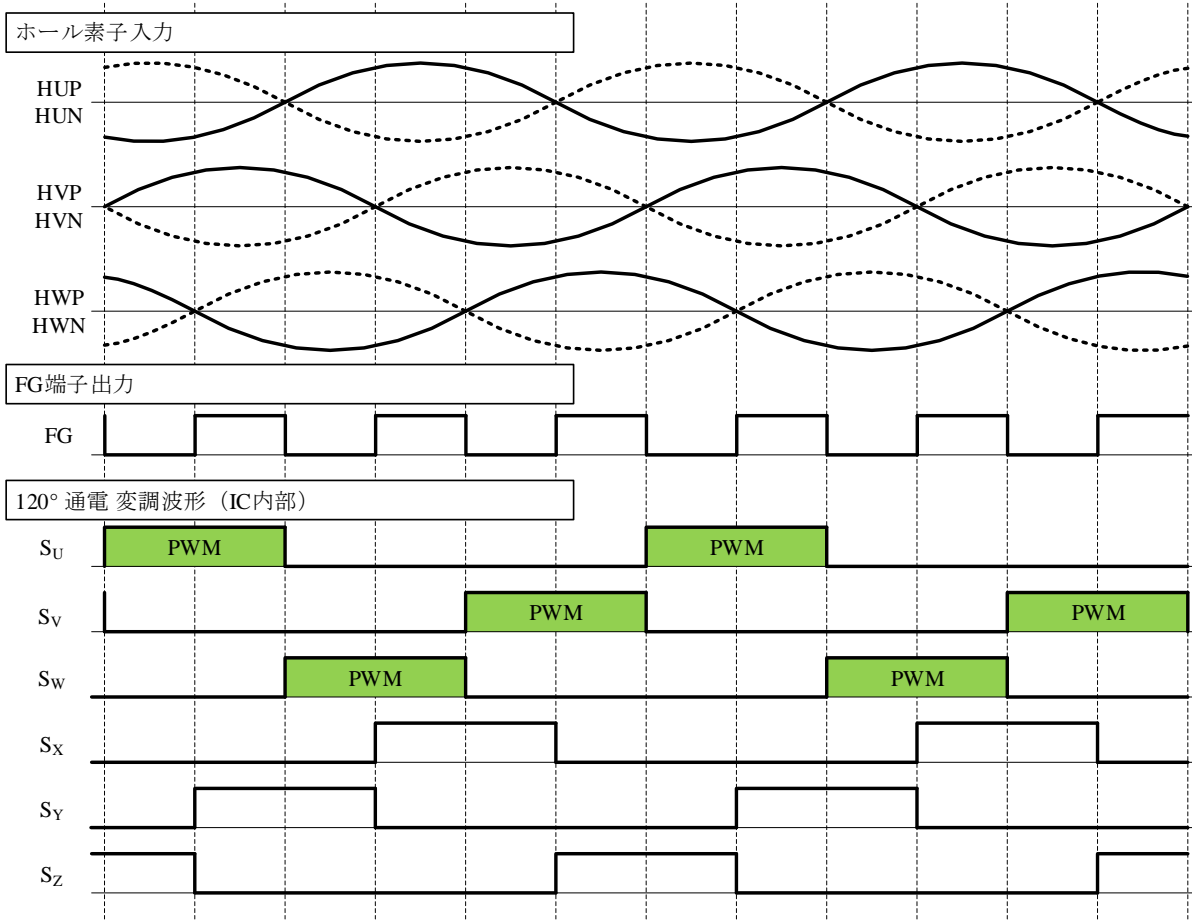 ホール素子入力
HUP
HUN
HVP
HVN
HWP
HWN
FG端子出力
FG
120° 通電 変調波形（IC内部）
SU
PWM
PWM
SV
PWM
PWM
SW
PWM
PWM
SX
SY
SZ